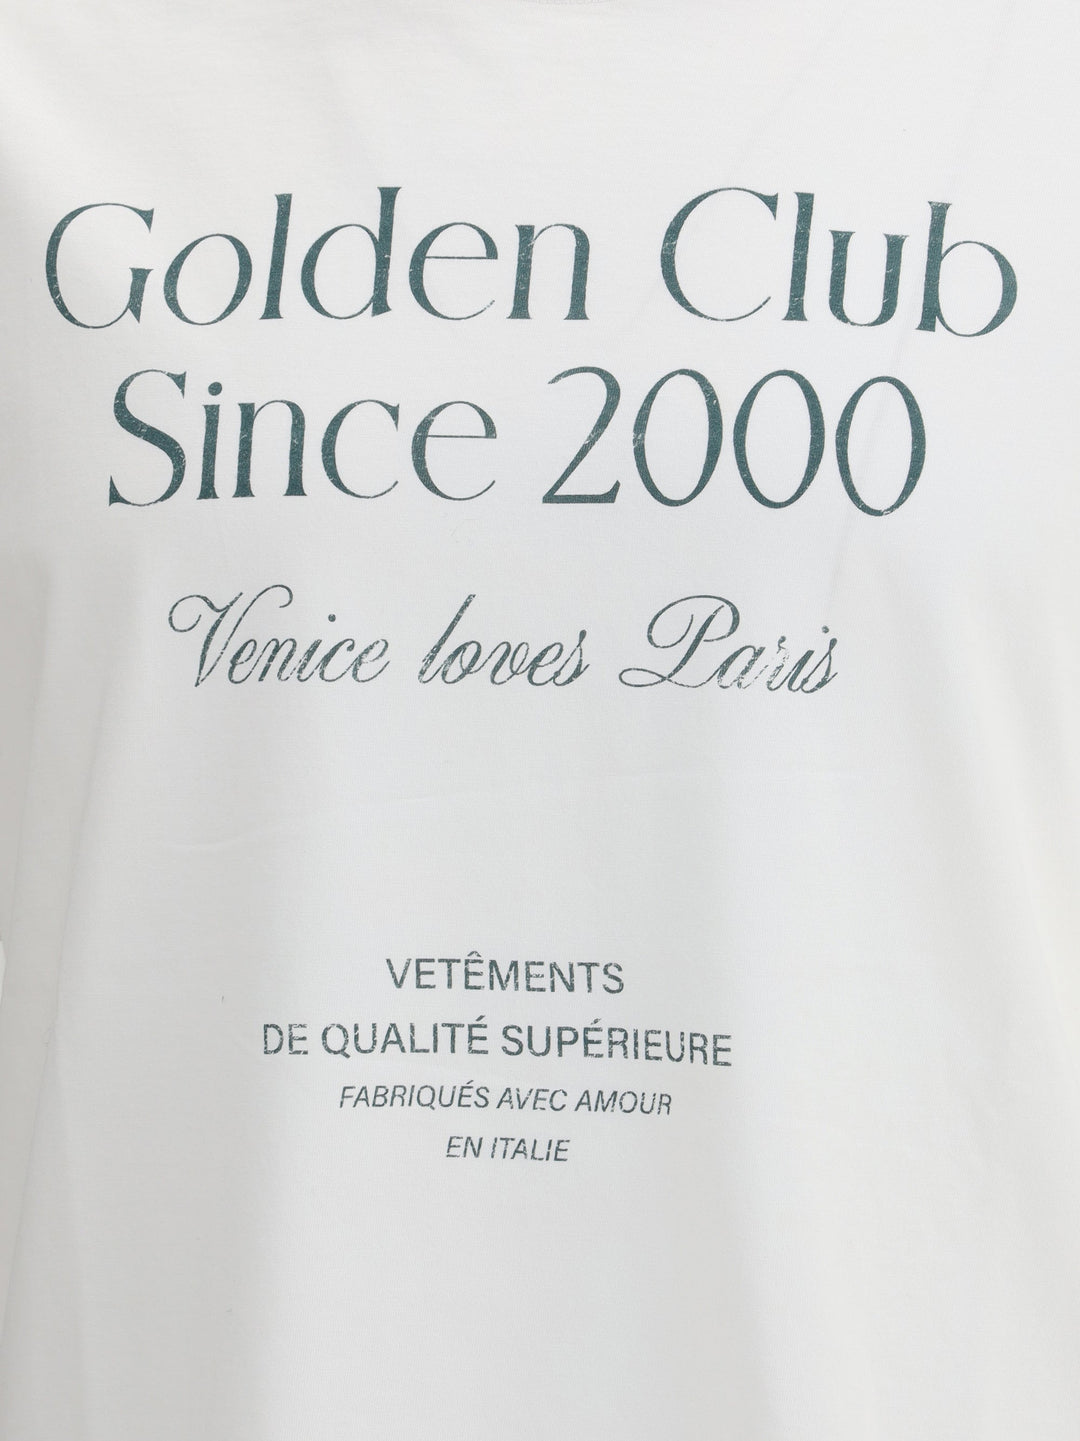 Golden Club
Since 2000
Venice loves Paris
VETÊMENTS
DE QUALITÉ SUPÉRIEURE
FABRIQUÉS AVEC AMOUR
EN ITALIE